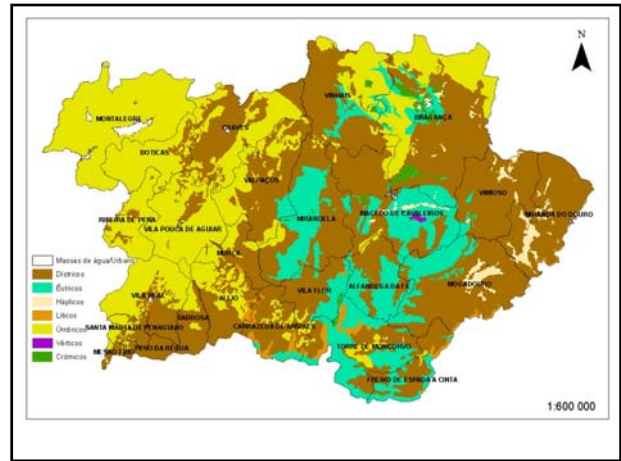 N
VINHAIS
BRAGANÇA
MONTALEGRE
CHAVES
BOTICAS
VALPAÇOS
VIMIOSO
MIRANDA DO DOURO
RIBEIRA DE PENA
MIRANDELA
MACEDO DE CAVALEIROS
VILA POUCA DE AGUIAR
MURÇA
MOGADOURO
VILA REAL
ALIJÓ
VILA FLOR
ALFANDEGA DA FE
SABROSA
SANTA MARTA DE PENAGUIÃO
CARRAZEDA DE ANSIÃES
MESÃO FRIO
PESO DA REGUA
TORRE DE MONCORVO
FREIXO DE ESPADA A CINTA
Massas de água/Urbano
Dístricos
Êutricos
Háplicos
Líticos
Úmbricos
Vérticos
Crómicos
1:600 000